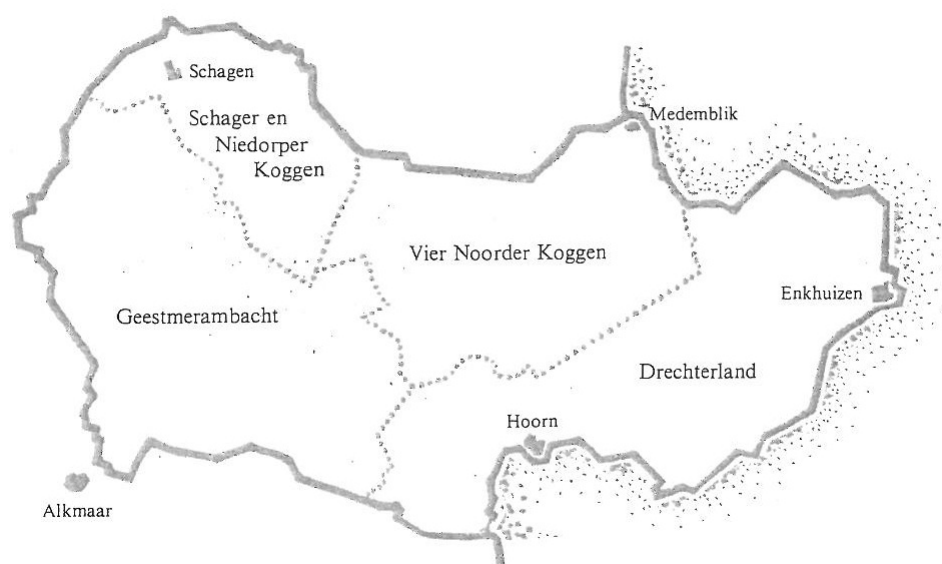 Schagen
Schager en
Niedorper
Koggen
Medemblik
Vier Noorder Koggen
Enkhuizen
Geestmerambacht
Drechterland
Hoorn
Alkmaar